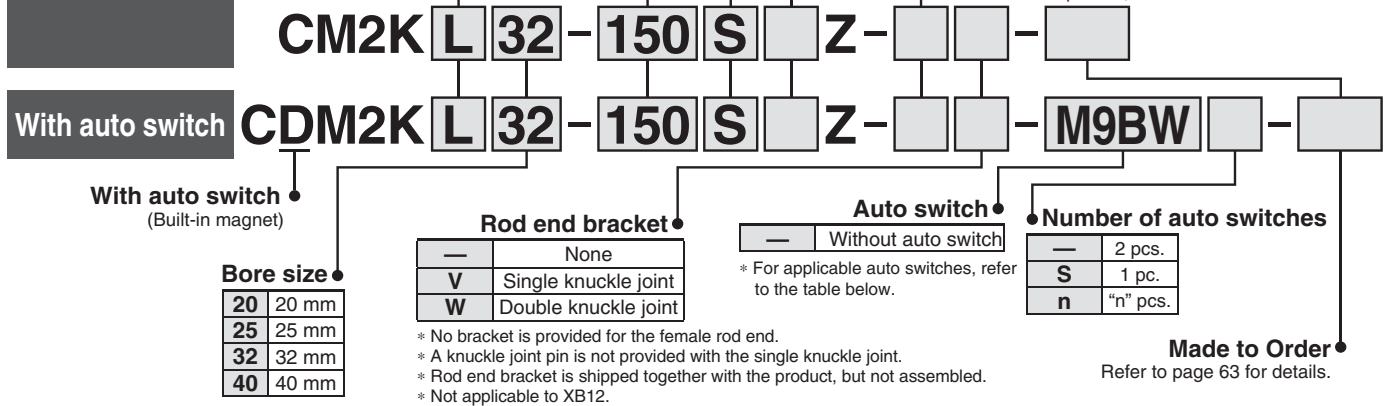 CM2K L 32 – 150 S Z – –
With auto switch CDM2K L 32 – 150 S Z – – M9BW –
With auto switch
(Built-in magnet)
Bore size
20 20 mm
25 25 mm
32 32 mm
40 40 mm
Rod end bracket
— None
V Single knuckle joint
W Double knuckle joint
* No bracket is provided for the female rod end.
* A knuckle joint pin is not provided with the single knuckle joint.
* Rod end bracket is shipped together with the product, but not assembled.
* Not applicable to XB12.
Auto switch
— Without auto switch
* For applicable auto switches, refer
to the table below.
Number of auto switches
— 2 pcs.
S 1 pc.
n “n” pcs.
Made to Order
Refer to page 63 for details.